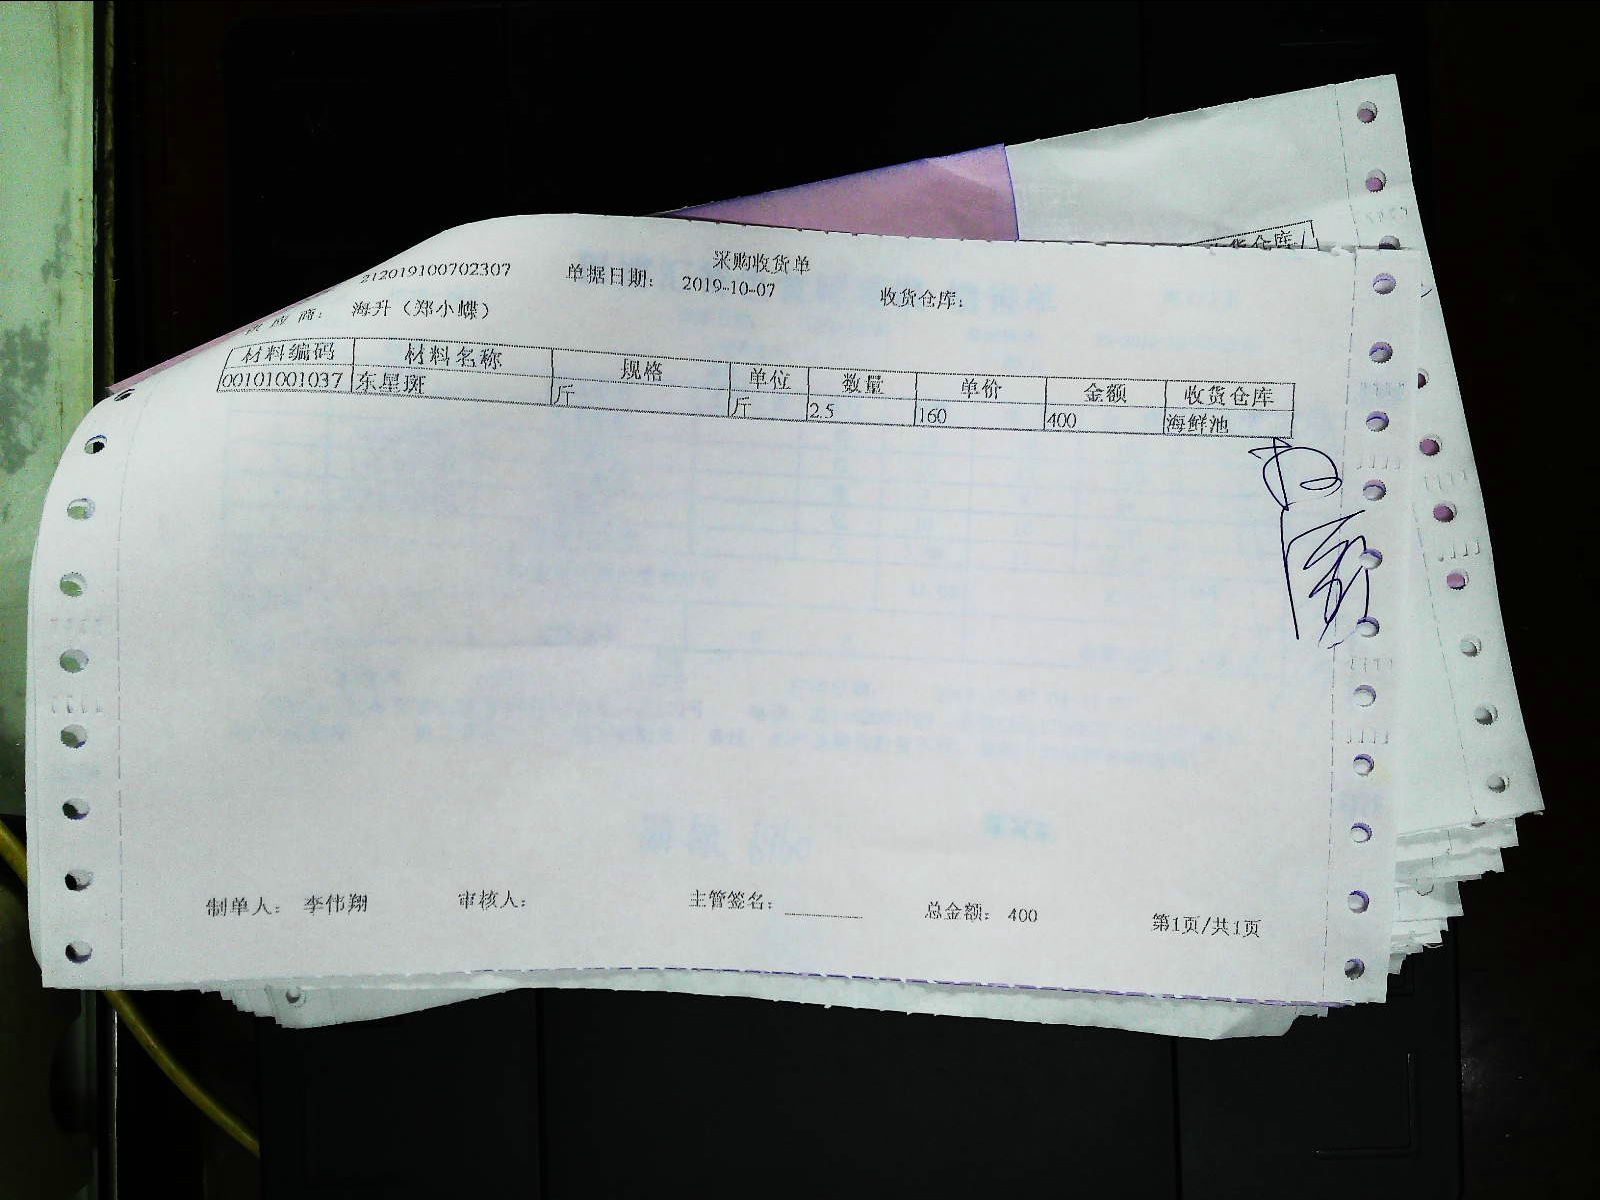 采购收货单
212019100702307 单据日期: 2019-10-07 收货仓库:
供应商: 海升（郑小蝶）
材料编码 材料名称 规格 单位 数量 单价 金额 收货仓库
00101001037 东星斑 斤 斤 2.5 160 400 海鲜池
制单人: 李伟翔 审核人: 主管签名: 总金额: 400 第1页/共1页
收货仓库